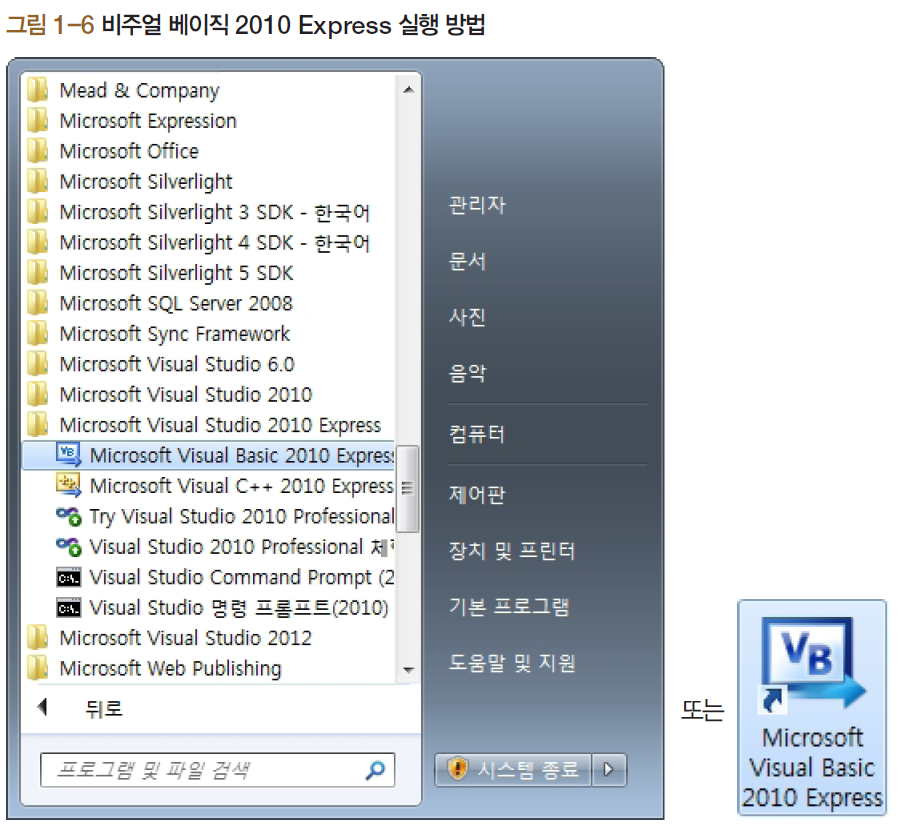 그림 1-6 비주얼 베이직 2010 Express 실행 방법
Mead & Company
Microsoft Expression
Microsoft Office
Microsoft Silverlight
Microsoft Silverlight 3 SDK - 한국어
Microsoft Silverlight 4 SDK - 한국어
Microsoft Silverlight 5 SDK
Microsoft SQL Server 2008
Microsoft Sync Framework
Microsoft Visual Studio 6.0
Microsoft Visual Studio 2010
Microsoft Visual Studio 2010 Express
Microsoft Visual Basic 2010 Express
Microsoft Visual C++ 2010 Express
Try Visual Studio 2010 Professional
Visual Studio 2010 Professional
Visual Studio Command Prompt (2
Visual Studio 명령 프롬프트(2010)
Microsoft Visual Studio 2012
Microsoft Web Publishing
뒤로
프로그램 및 파일 검색
관리자
문서
사진
음악
컴퓨터
제어판
장치 및 프린터
기본 프로그램
도움말 및 지원
시스템 종료
또는
VB
Microsoft
Visual Basic
2010 Express